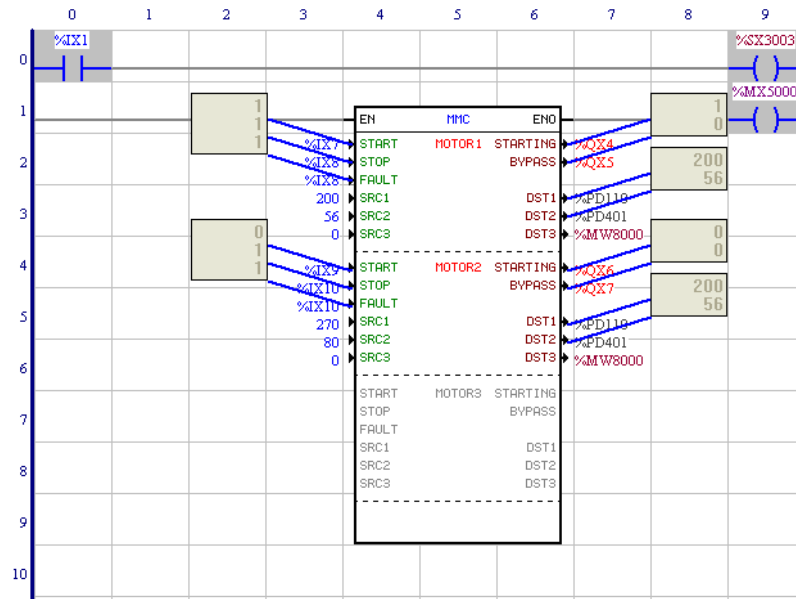 0 1 2 3 4 5 6 7 8 9
%IX1 %SX3003
0
%MX5000
1 1 EN MMC ENO 1
1 %IX7 START MOTOR1 STARTING %QX4 0
1 %IX8 STOP BYPASS %QX5
2 %IX8 FAULT 200
200 SRC1 DST1 %PD119 56
56 SRC2 DST2 %PD401
3 0 SRC3 DST3 %MW8000
0 0
4 1 %IX9 START MOTOR2 STARTING %QX6 0
1 %IX10 STOP BYPASS %QX7
%IX10 FAULT 200
5 270 SRC1 DST1 %PD119 56
80 SRC2 DST2 %PD401
6 0 SRC3 DST3 %MW8000
START MOTOR3 STARTING
7 STOP BYPASS
FAULT
SRC1 DST1
8 SRC2 DST2
SRC3 DST3
9
10